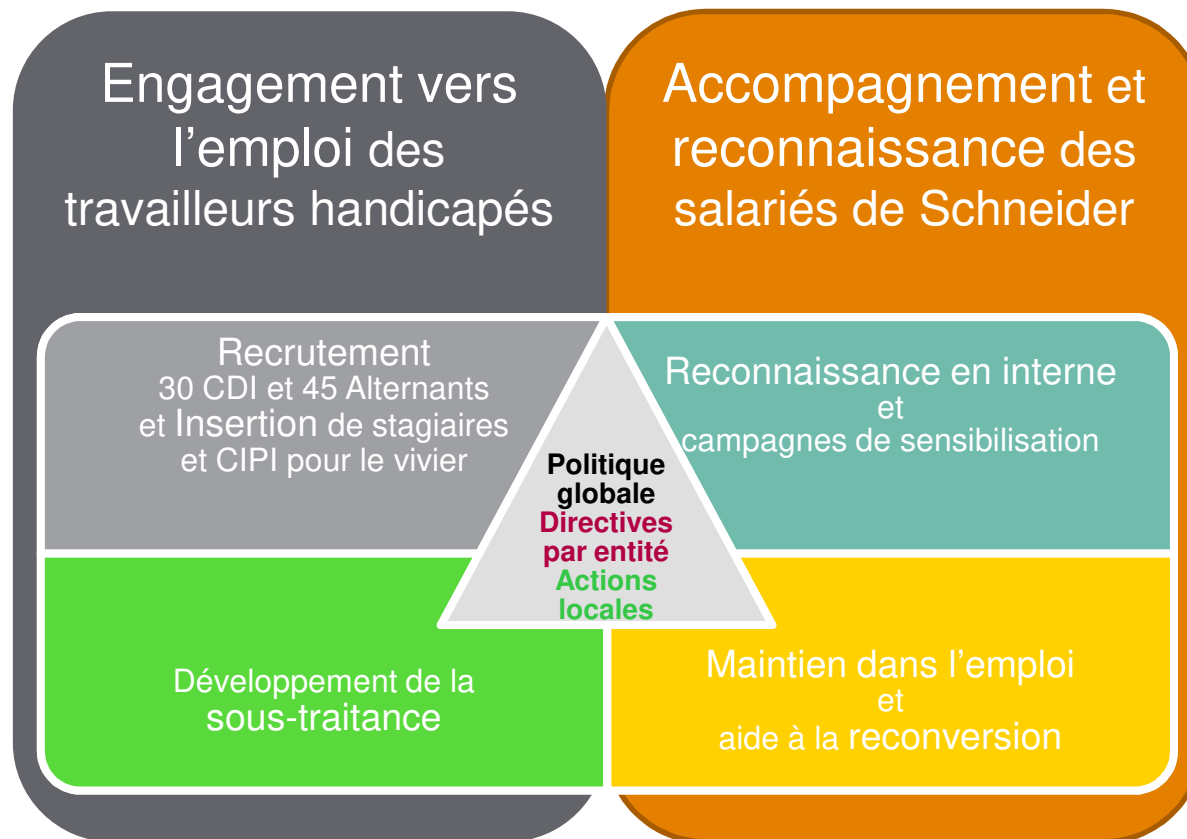 Engagement vers
l’emploi des
travailleurs handicapés
Accompagnement et
reconnaissance des
salariés de Schneider
Recrutement
30 CDI et 45 Alternants
et Insertion de stagiaires
et CIPI pour le vivier
Reconnaissance en interne
et
campagnes de sensibilisation
Politique
globale
Directives
par entité
Actions
locales
Développement de la
sous-traitance
Maintien dans l’emploi
et
aide à la reconversion